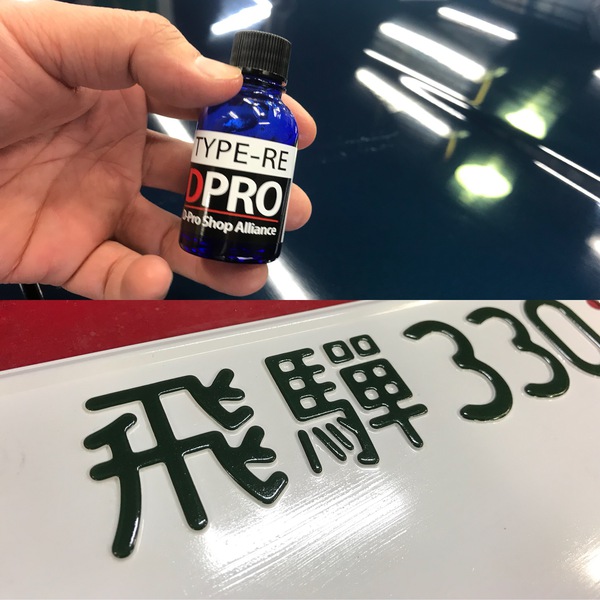 TYPE-RE
DPRO
D-Pro Shop Alliance
飛騨 330